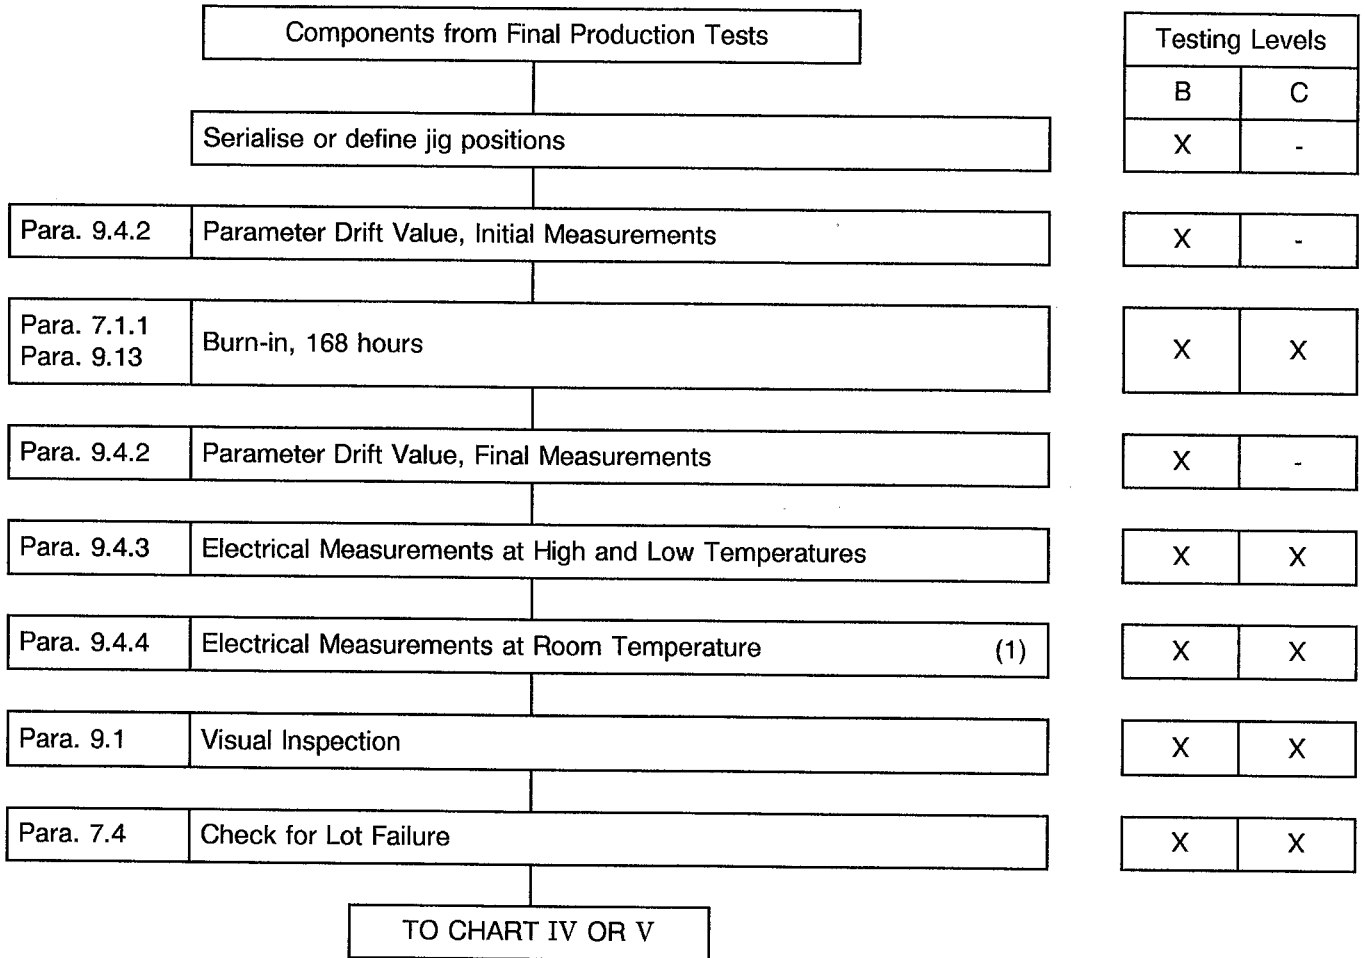 Components from Final Production Tests
Testing Levels
B C
Serialise or define jig positions X -
Para. 9.4.2 Parameter Drift Value, Initial Measurements X -
Para. 7.1.1
Para. 9.13
Burn-in, 168 hours X X
Para. 9.4.2 Parameter Drift Value, Final Measurements X -
Para. 9.4.3 Electrical Measurements at High and Low Temperatures X X
Para. 9.4.4 Electrical Measurements at Room Temperature (1) X X
Para. 9.1 Visual Inspection X X
Para. 7.4 Check for Lot Failure X X
TO CHART IV OR V